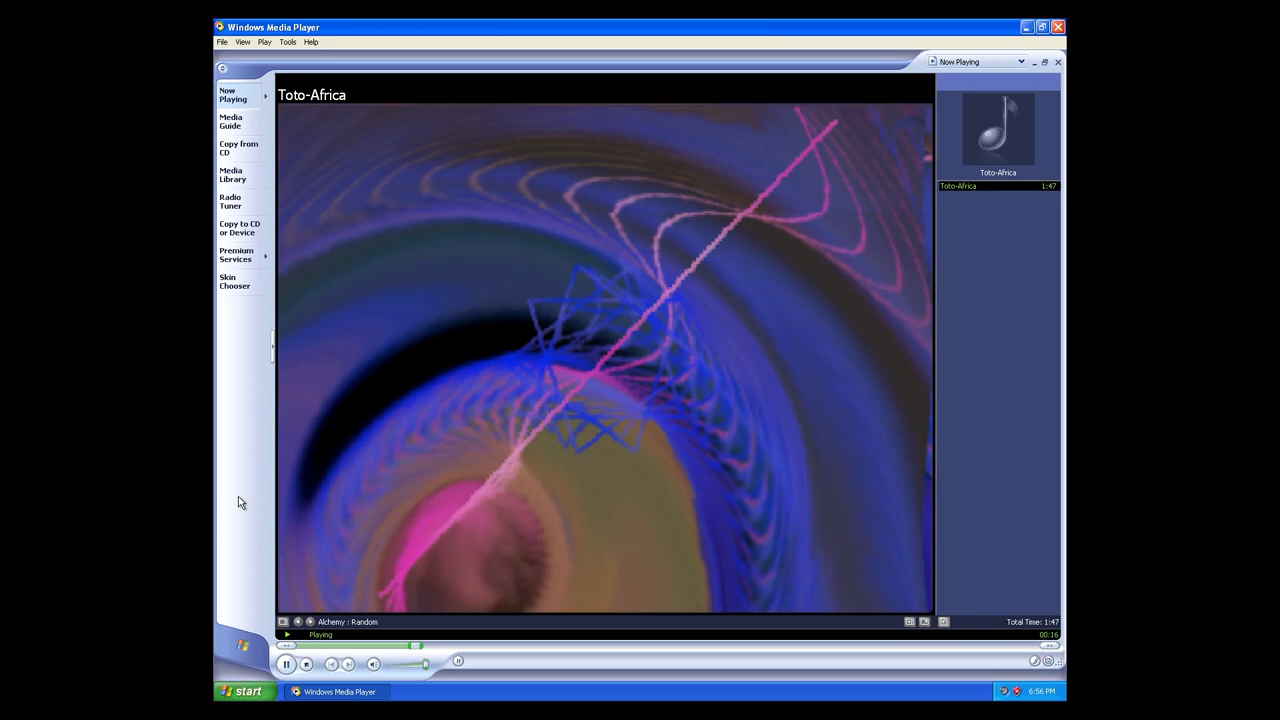 Windows Media Player
File View Play Tools Help
Now Playing
Now
Playing
Media
Guide
Copy from
CD
Media
Library
Radio
Tuner
Copy to CD
or Device
Premium
Services
Skin
Chooser
Toto-Africa
Toto-Africa
Toto-Africa 1:47
Alchemy : Random
Total Time: 1:47
Playing
00:16
start
Windows Media Player
6:56 PM